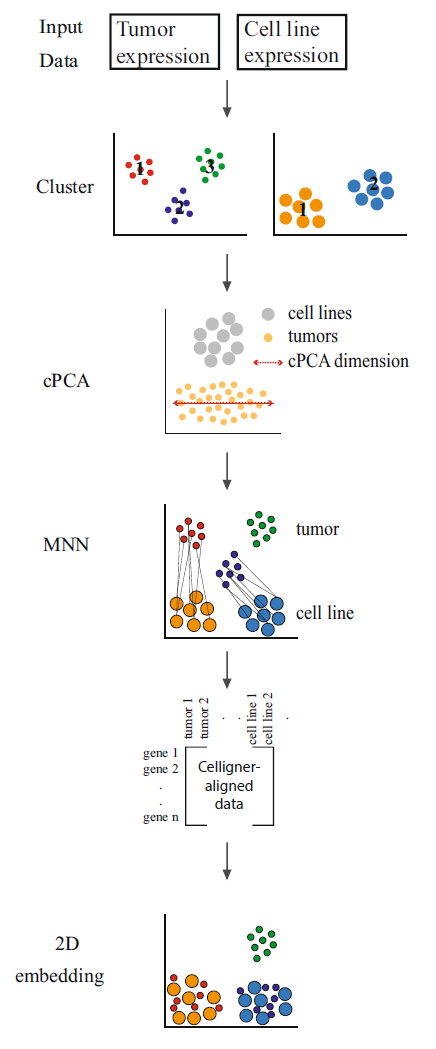 Input
Data
Tumor
expression
Cell line
expression
Cluster
1
2
3
1
2
cPCA
cell lines
tumors
cPCA dimension
MNN
tumor
cell line
tumor 1
tumor 2
.
.
cell line 1
cell line 2
.
gene 1
gene 2
.
.
gene n
Celligner-
aligned
data
2D
embedding